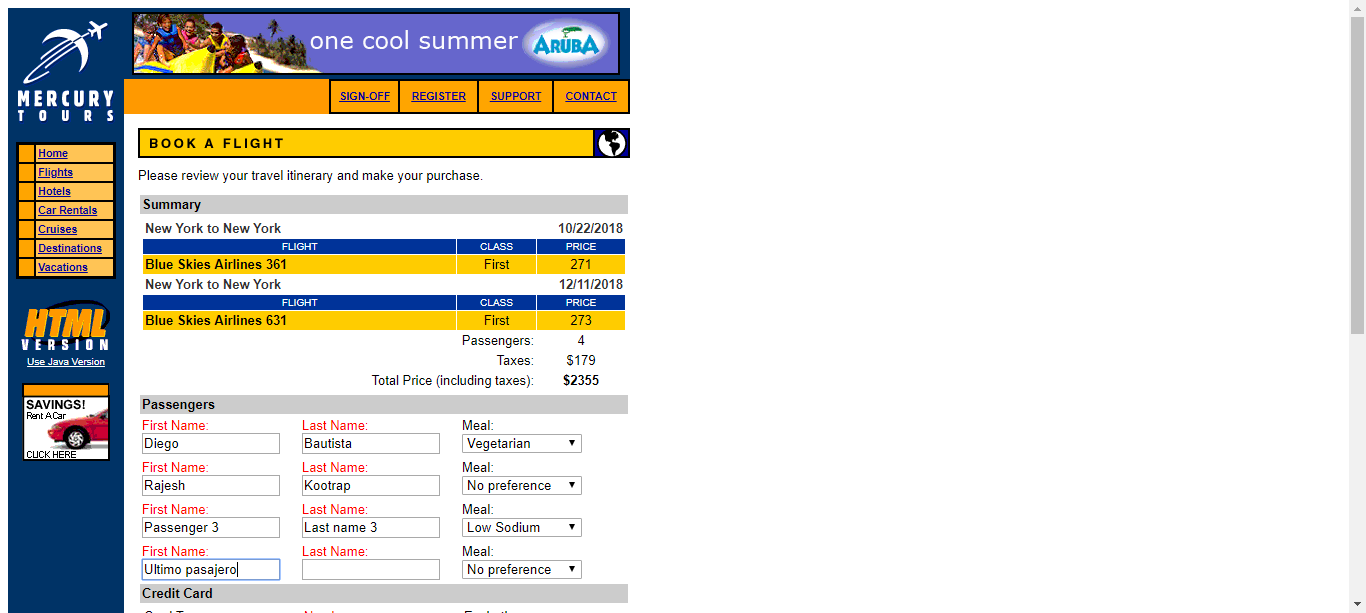 one cool summer ARUBA
MERCURY
TOURS
SIGN-OFF REGISTER SUPPORT CONTACT
BOOK A FLIGHT
Home
Flights
Hotels
Car Rentals
Cruises
Destinations
Vacations
HTML
VERSION
Use Java Version
SAVINGS!
Rent A Car
CLICK HERE
Please review your travel itinerary and make your purchase.
Summary
New York to New York 10/22/2018
FLIGHT CLASS PRICE
Blue Skies Airlines 361 First 271
New York to New York 12/11/2018
FLIGHT CLASS PRICE
Blue Skies Airlines 631 First 273
Passengers: 4
Taxes: $179
Total Price (including taxes): $2355
Passengers
First Name: Last Name: Meal:
Diego Bautista Vegetarian
First Name: Last Name: Meal:
Rajesh Kootrap No preference
First Name: Last Name: Meal:
Passenger 3 Last name 3 Low Sodium
First Name: Last Name: Meal:
Ultimo pasajero No preference
Credit Card